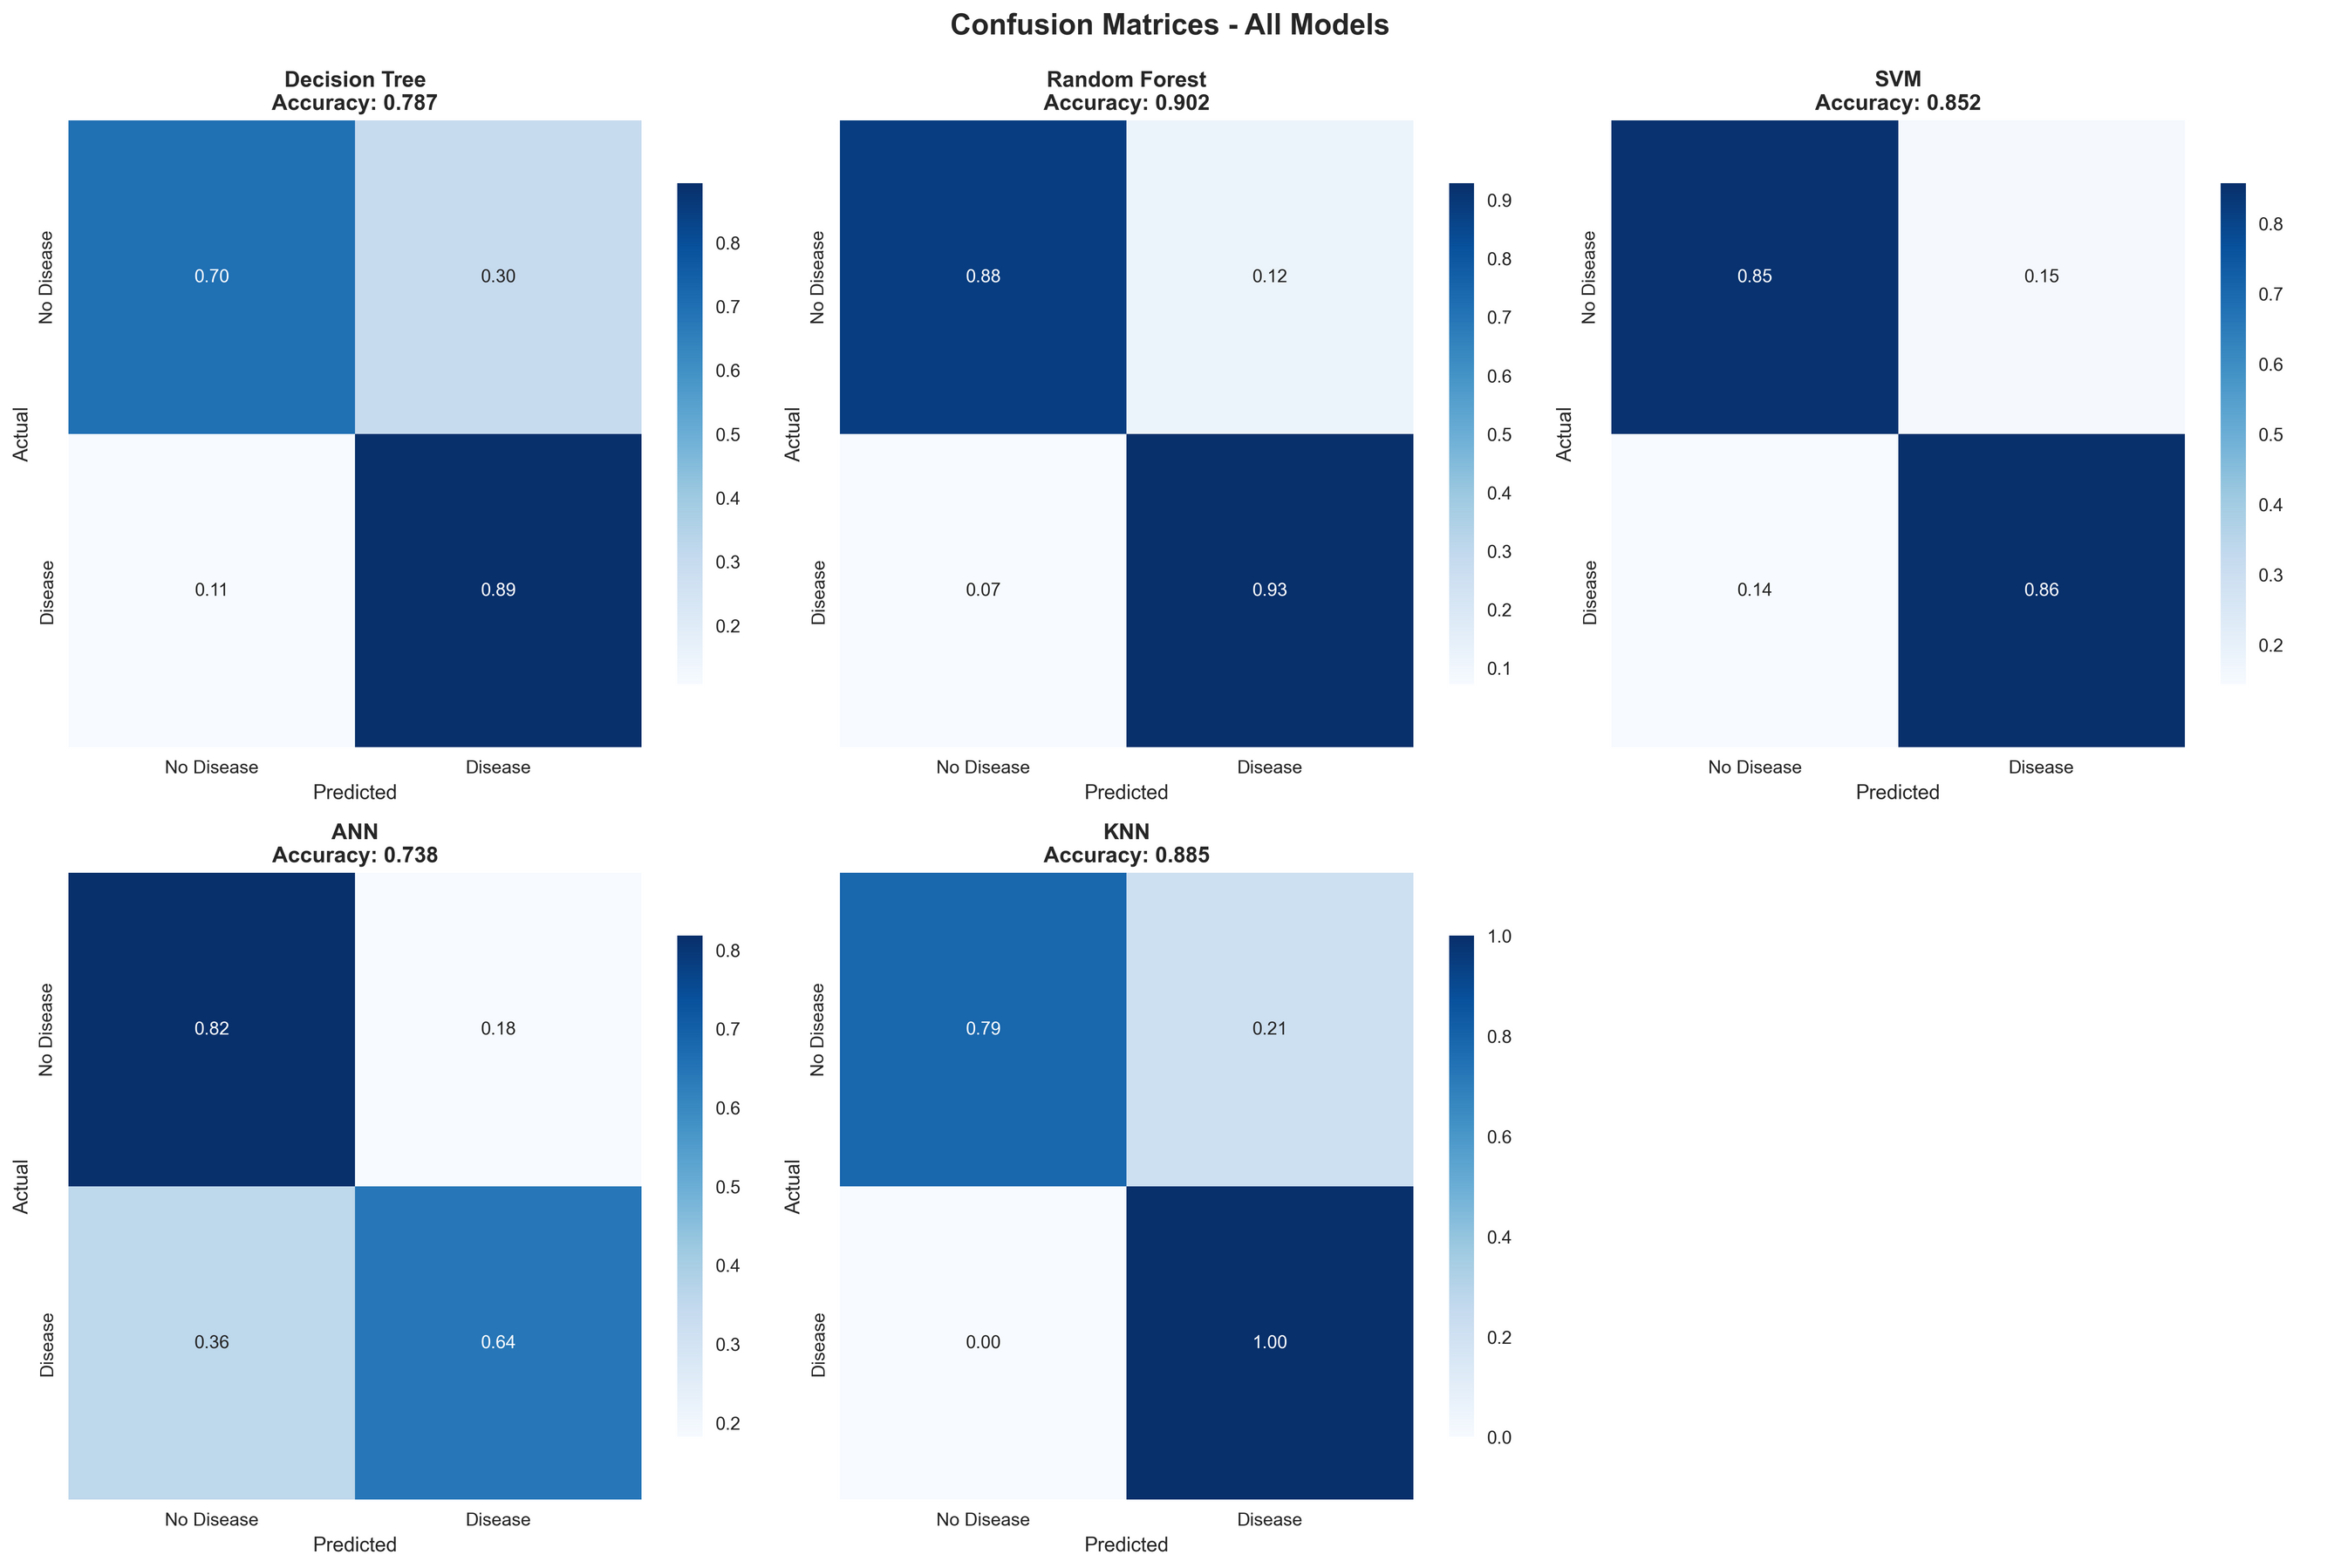 Confusion Matrices - All Models
Decision Tree
Accuracy: 0.787
Actual
No Disease
Disease
0.70
0.30
0.11
0.89
No Disease
Disease
Predicted
0.8
0.7
0.6
0.5
0.4
0.3
0.2
Random Forest
Accuracy: 0.902
Actual
No Disease
Disease
0.88
0.12
0.07
0.93
No Disease
Disease
Predicted
0.9
0.8
0.7
0.6
0.5
0.4
0.3
0.2
0.1
SVM
Accuracy: 0.852
Actual
No Disease
Disease
0.85
0.15
0.14
0.86
No Disease
Disease
Predicted
0.8
0.7
0.6
0.5
0.4
0.3
0.2
ANN
Accuracy: 0.738
Actual
No Disease
Disease
0.82
0.18
0.36
0.64
No Disease
Disease
Predicted
0.8
0.7
0.6
0.5
0.4
0.3
0.2
KNN
Accuracy: 0.885
Actual
No Disease
Disease
0.79
0.21
0.00
1.00
No Disease
Disease
Predicted
1.0
0.8
0.6
0.4
0.2
0.0